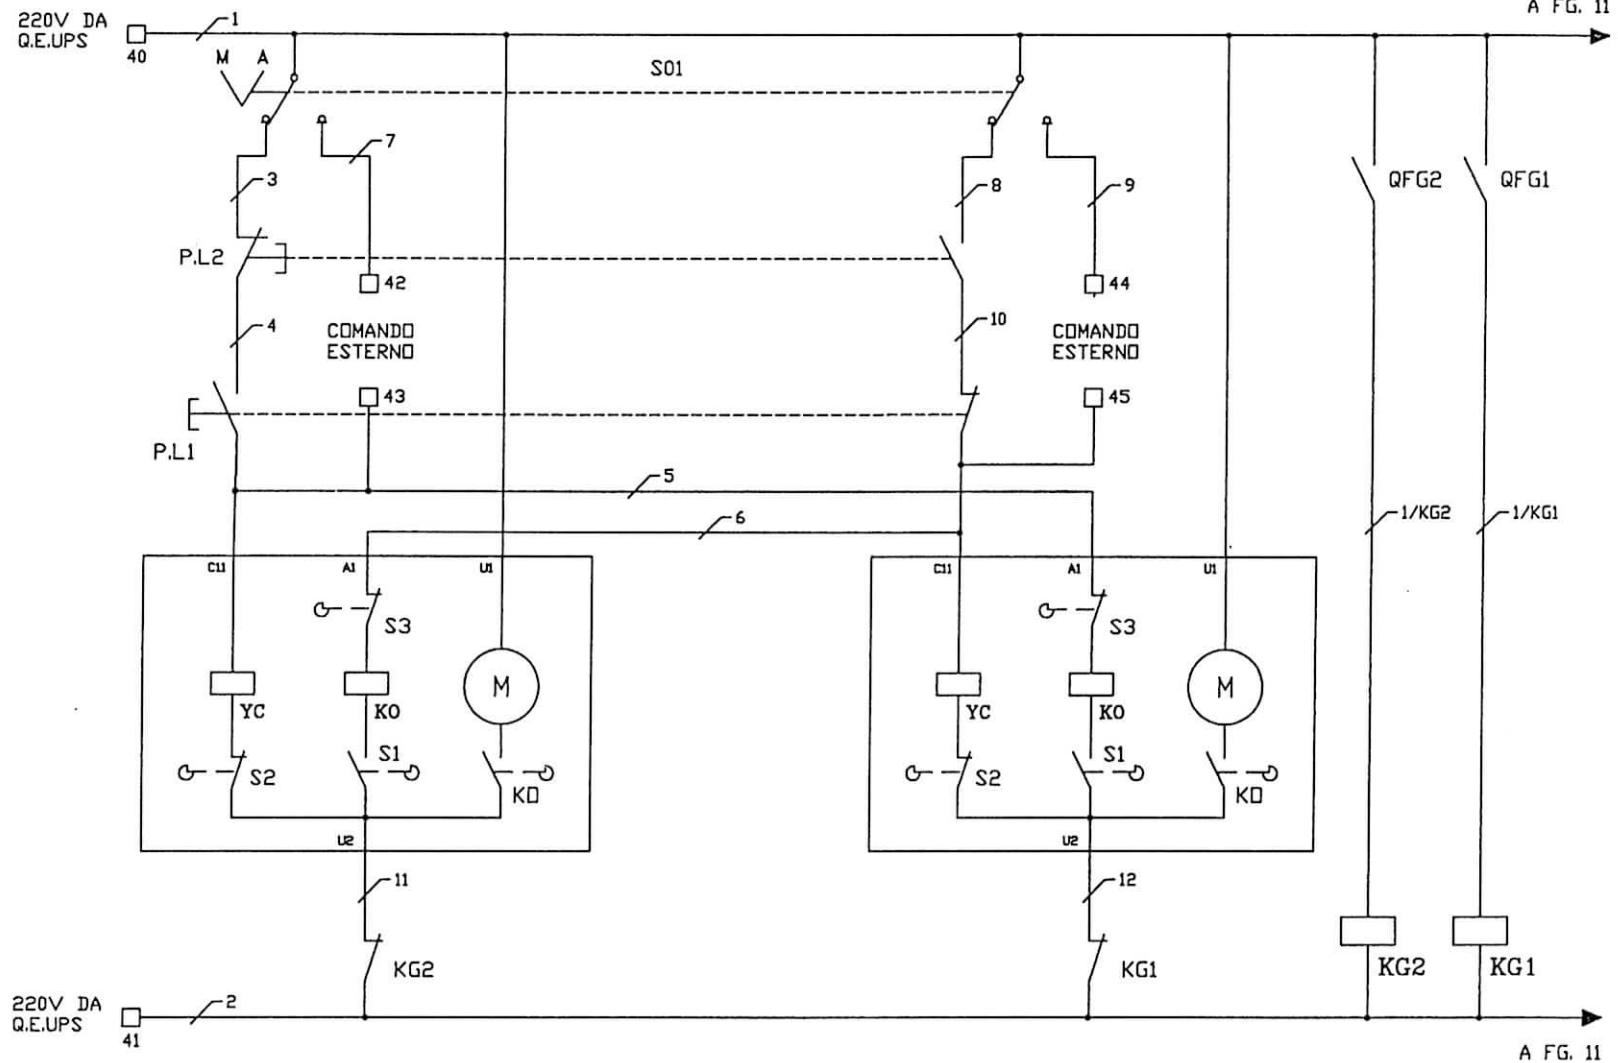 A FG. 11
220V DA
Q.E.UPS
40
1
M A
S01
7
3
8
9
QFG2
QFG1
P.L2
42
44
4
10
COMANDO
ESTERNO
COMANDO
ESTERNO
43
45
P.L1
5
6
1/KG2
1/KG1
C11
A1
U1
C11
A1
U1
S3
S3
M
M
YC
KO
YC
KO
S1
S1
S2
KO
S2
KO
U2
U2
11
12
KG2
KG1
KG2
KG1
220V DA
Q.E.UPS
41
2
A FG. 11